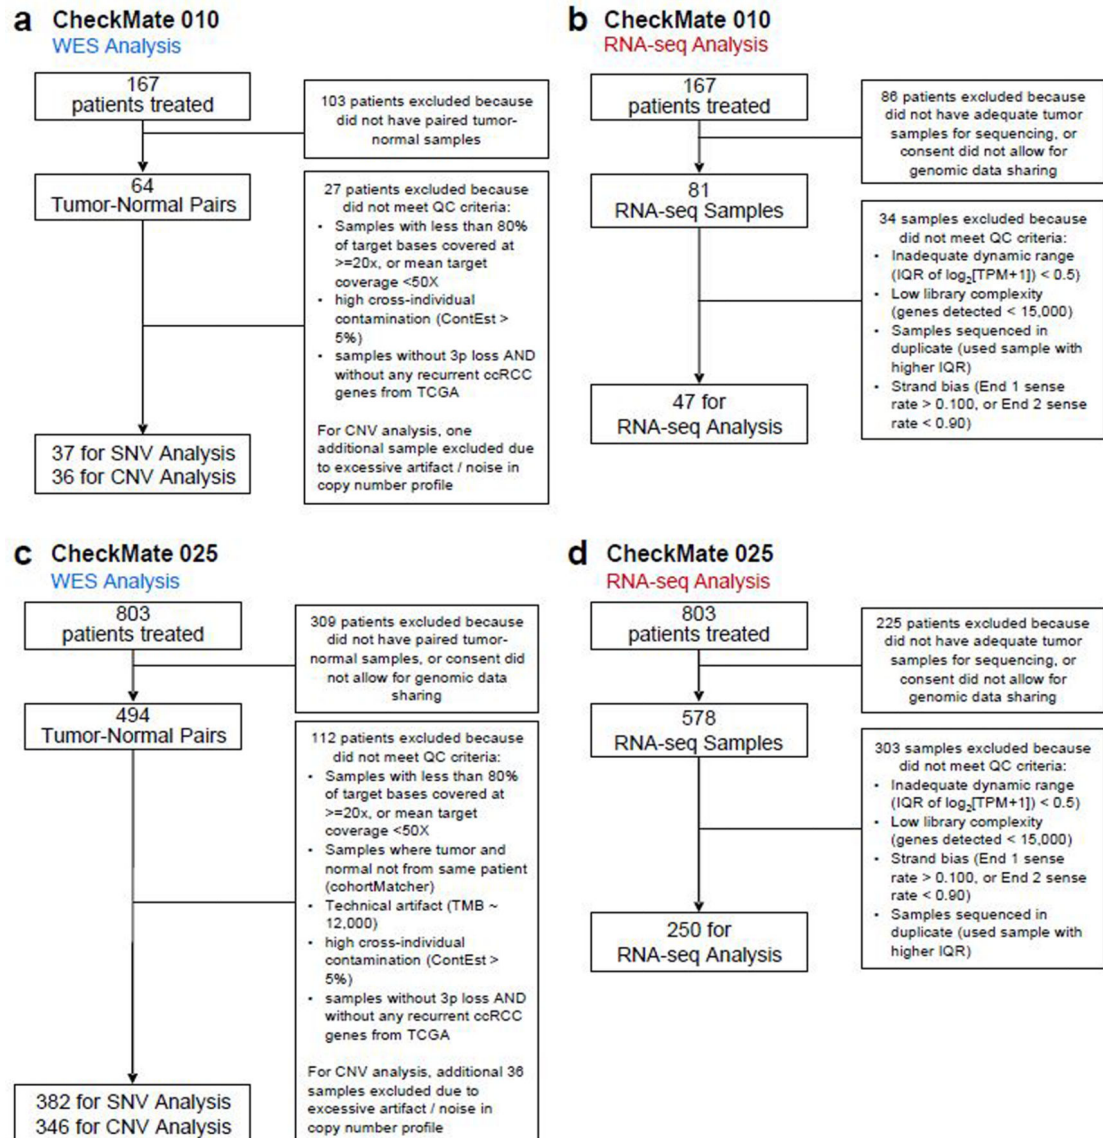 a CheckMate 010
WES Analysis
167
patients treated
103 patients excluded because
did not have paired tumor-
normal samples
64
Tumor-Normal Pairs
27 patients excluded because
did not meet QC criteria:
• Samples with less than 80%
of target bases covered at
>=20x, or mean target
coverage <50X
• high cross-individual
contamination (ContEst >
5%)
• samples without 3p loss AND
without any recurrent ccRCC
genes from TCGA
For CNV analysis, one
additional sample excluded due
to excessive artifact / noise in
copy number profile
37 for SNV Analysis
36 for CNV Analysis
b CheckMate 010
RNA-seq Analysis
167
patients treated
86 patients excluded because
did not have adequate tumor
samples for sequencing, or
consent did not allow for
genomic data sharing
81
RNA-seq Samples
34 samples excluded because
did not meet QC criteria:
• Inadequate dynamic range
(IQR of log2[TPM+1]) < 0.5)
• Low library complexity
(genes detected < 15,000)
• Samples sequenced in
duplicate (used sample with
higher IQR)
• Strand bias (End 1 sense
rate > 0.100, or End 2 sense
rate < 0.90)
47 for
RNA-seq Analysis
c CheckMate 025
WES Analysis
803
patients treated
309 patients excluded because
did not have paired tumor-
normal samples, or consent did
not allow for genomic data
sharing
494
Tumor-Normal Pairs
112 patients excluded because
did not meet QC criteria:
• Samples with less than 80%
of target bases covered at
>=20x, or mean target
coverage <50X
• Samples where tumor and
normal not from same patient
(cohortMatcher)
• Technical artifact (TMB ~
12,000)
• high cross-individual
contamination (ContEst >
5%)
• samples without 3p loss AND
without any recurrent ccRCC
genes from TCGA
For CNV analysis, additional 36
samples excluded due to
excessive artifact / noise in
copy number profile
382 for SNV Analysis
346 for CNV Analysis
d CheckMate 025
RNA-seq Analysis
803
patients treated
225 patients excluded because
did not have adequate tumor
samples for sequencing, or
consent did not allow for
genomic data sharing
578
RNA-seq Samples
303 samples excluded because
did not meet QC criteria:
• Inadequate dynamic range
(IQR of log2[TPM+1]) < 0.5)
• Low library complexity
(genes detected < 15,000)
• Strand bias (End 1 sense
rate > 0.100, or End 2 sense
rate < 0.90)
• Samples sequenced in
duplicate (used sample with
higher IQR)
250 for
RNA-seq Analysis